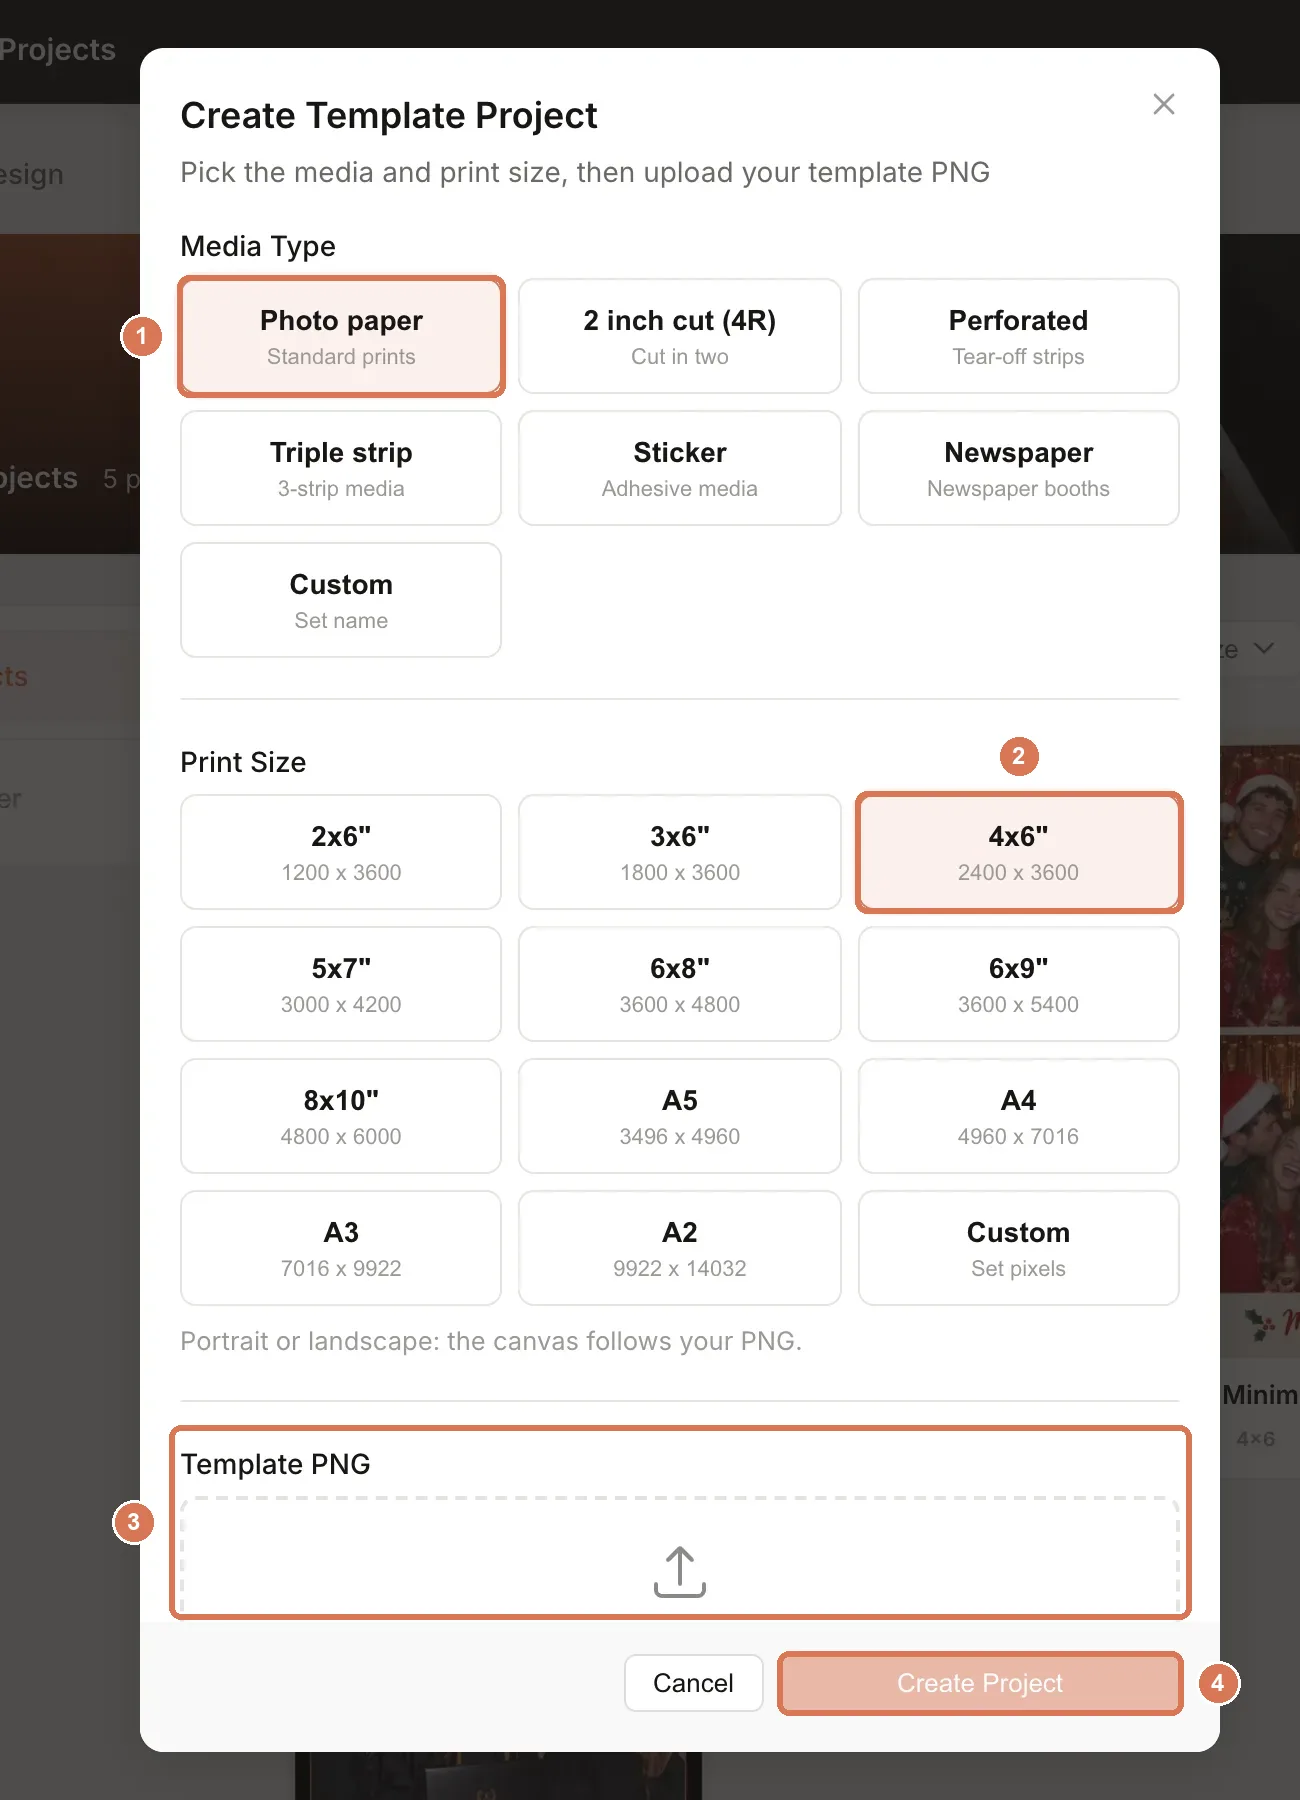 Projects
Create Template Project
Pick the media and print size, then upload your template PNG
esign
Media Type
1
Photo paper
Standard prints
2 inch cut (4R)
Cut in two
Perforated
Tear-off strips
Triple strip
3-strip media
Sticker
Adhesive media
Newspaper
Newspaper booths
ojects 5 p
Custom
Set name
ze
cts
Print Size
2
er
2x6"
1200 x 3600
3x6"
1800 x 3600
4x6"
2400 x 3600
5x7"
3000 x 4200
6x8"
3600 x 4800
6x9"
3600 x 5400
8x10"
4800 x 6000
A5
3496 x 4960
A4
4960 x 7016
A3
7016 x 9922
A2
9922 x 14032
Custom
Set pixels
Portrait or landscape: the canvas follows your PNG.
Minim
4×6
Template PNG
3
Cancel
Create Project
4